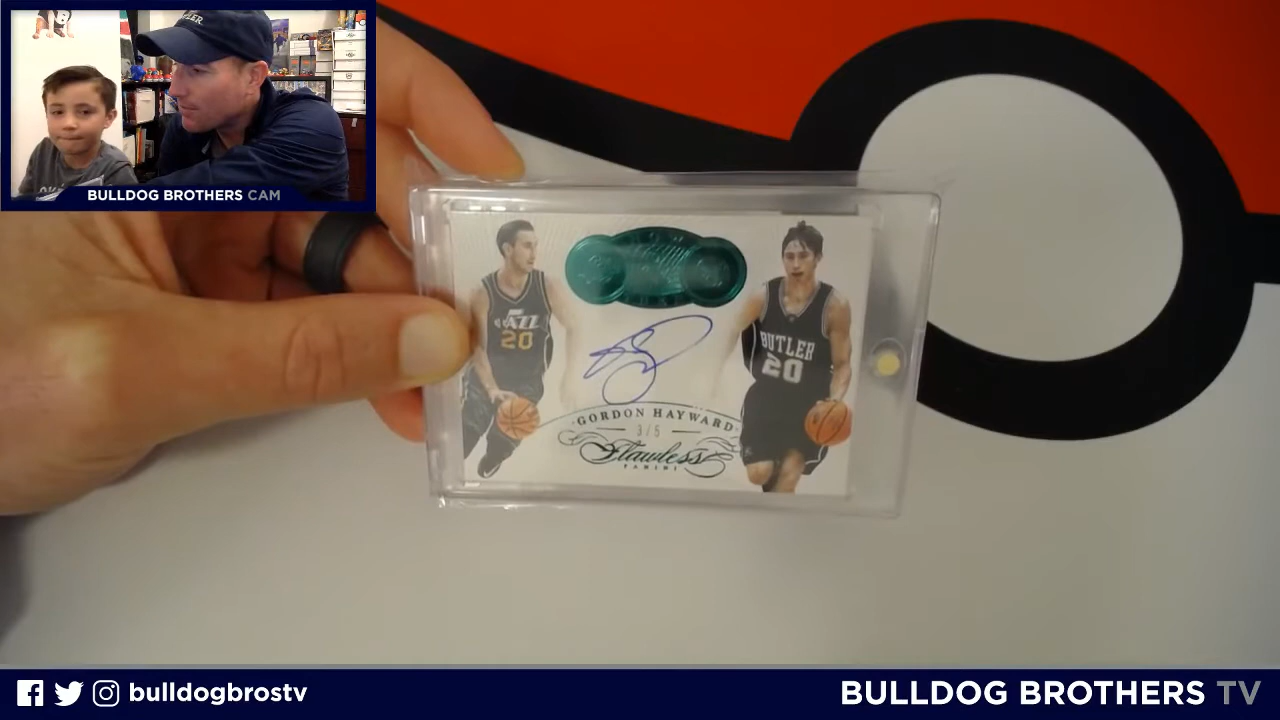 BULLDOG BROTHERS CAM
JAZZ
20
BUTLER
20
GORDON HAYWARD
3/5
Flawless
PANINI
bulldogbrostv
BULLDOG BROTHERS TV